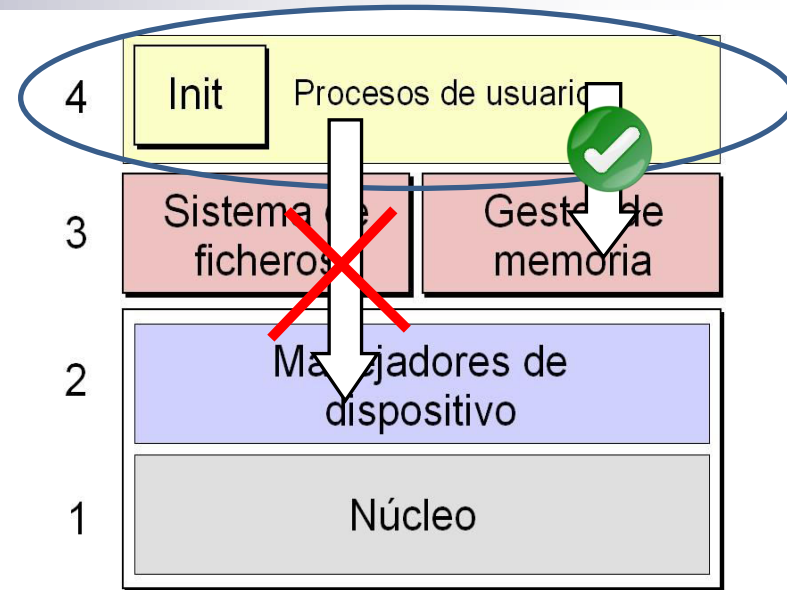 4
Init
Procesos de usuario
3
Sistema de
ficheros
Gestor de
memoria
2
Manejadores de
dispositivo
1
Núcleo